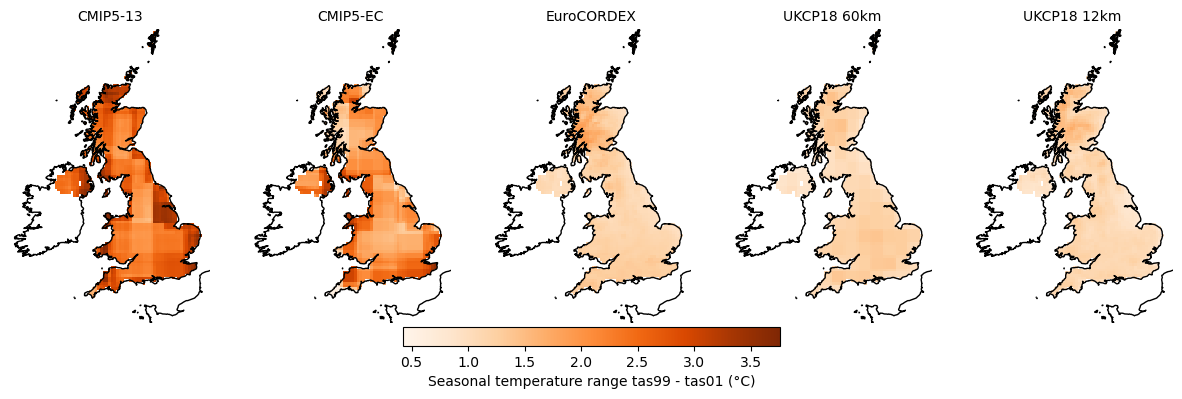 CMIP5-13 CMIP5-EC EuroCORDEX UKCP18 60km UKCP18 12km
0.5 1.0 1.5 2.0 2.5 3.0 3.5
Seasonal temperature range tas99 - tas01 (°C)